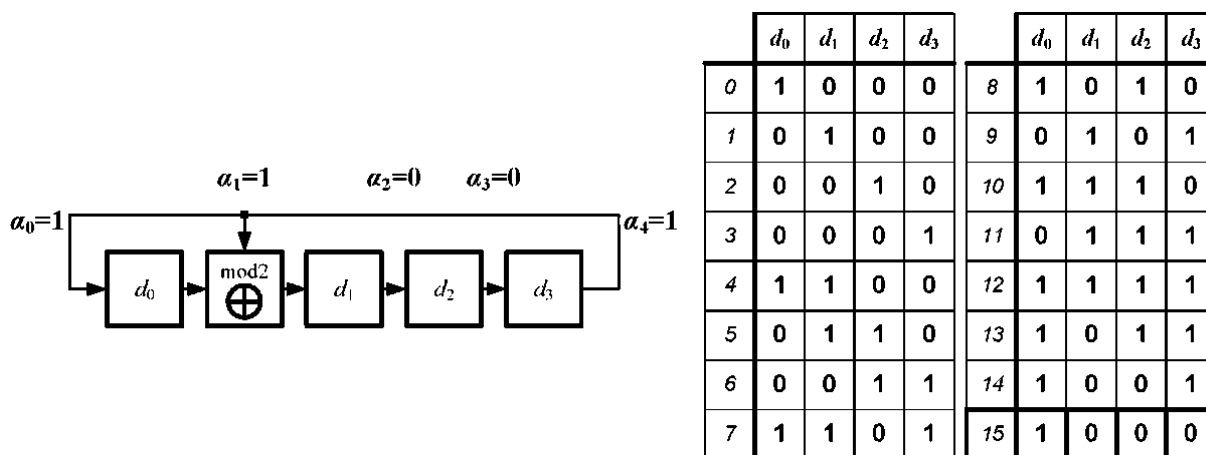 α₁=1 α₂=0 α₃=0
α₀=1 α₄=1
mod2
d₀ d₁ d₂ d₃
d₀ d₁ d₂ d₃ d₀ d₁ d₂ d₃
0 1 0 0 0 8 1 0 1 0
1 0 1 0 0 9 0 1 0 1
2 0 0 1 0 10 1 1 1 0
3 0 0 0 1 11 0 1 1 1
4 1 1 0 0 12 1 1 1 1
5 0 1 1 0 13 1 0 1 1
6 0 0 1 1 14 1 0 0 1
7 1 1 0 1 15 1 0 0 0